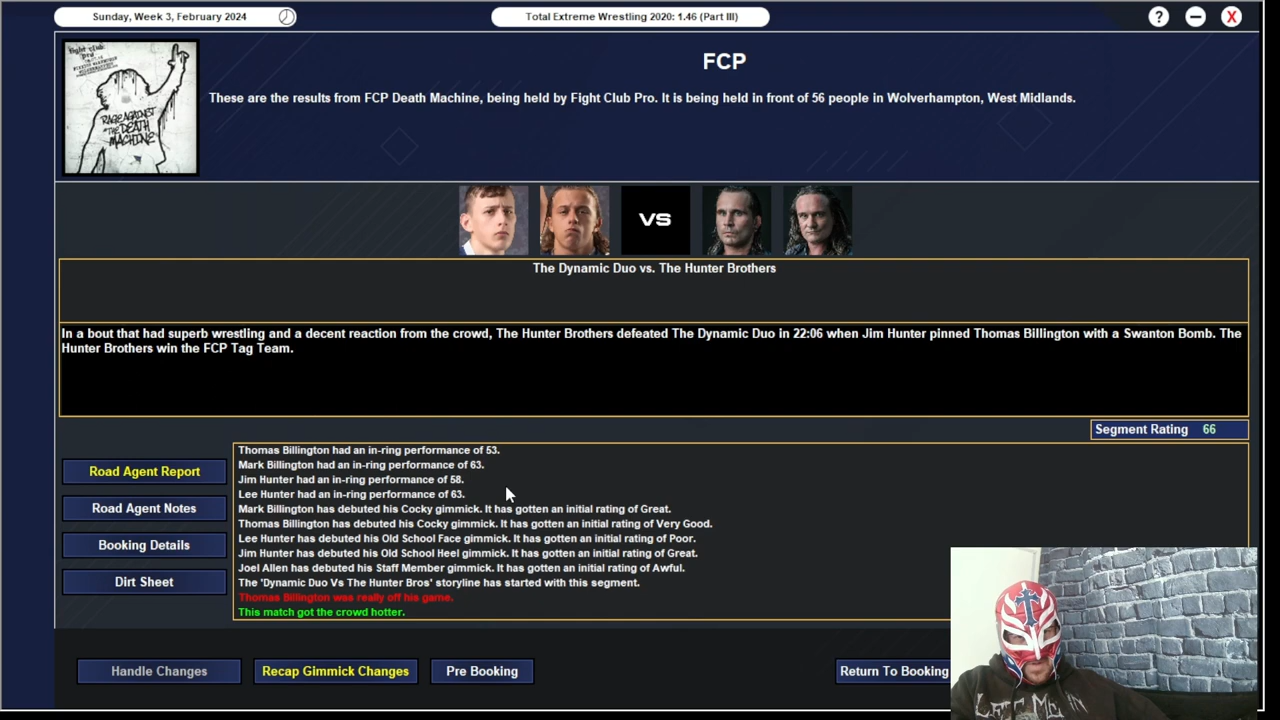 Sunday, Week 3, February 2024
Total Extreme Wrestling 2020: 1.46 (Part III)
?
X
RAGE AGAINST
THE DEATH
MACHINE
FCP
These are the results from FCP Death Machine, being held by Fight Club Pro. It is being held in front of 56 people in Wolverhampton, West Midlands.
VS
The Dynamic Duo vs. The Hunter Brothers
In a bout that had superb wrestling and a decent reaction from the crowd, The Hunter Brothers defeated The Dynamic Duo in 22:06 when Jim Hunter pinned Thomas Billington with a Swanton Bomb. The
Hunter Brothers win the FCP Tag Team.
Segment Rating 66
Road Agent Report
Road Agent Notes
Booking Details
Dirt Sheet
Thomas Billington had an in-ring performance of 53.
Mark Billington had an in-ring performance of 63.
Jim Hunter had an in-ring performance of 58.
Lee Hunter had an in-ring performance of 63.
Mark Billington has debuted his Cocky gimmick. It has gotten an initial rating of Great.
Thomas Billington has debuted his Cocky gimmick. It has gotten an initial rating of Very Good.
Lee Hunter has debuted his Old School Face gimmick. It has gotten an initial rating of Poor.
Jim Hunter has debuted his Old School Heel gimmick. It has gotten an initial rating of Great.
Joel Allen has debuted his Staff Member gimmick. It has gotten an initial rating of Awful.
The 'Dynamic Duo Vs The Hunter Bros' storyline has started with this segment.
Thomas Billington was really off his game.
This match got the crowd hotter.
Handle Changes
Recap Gimmick Changes
Pre Booking
Return To Booking
LET ME IN